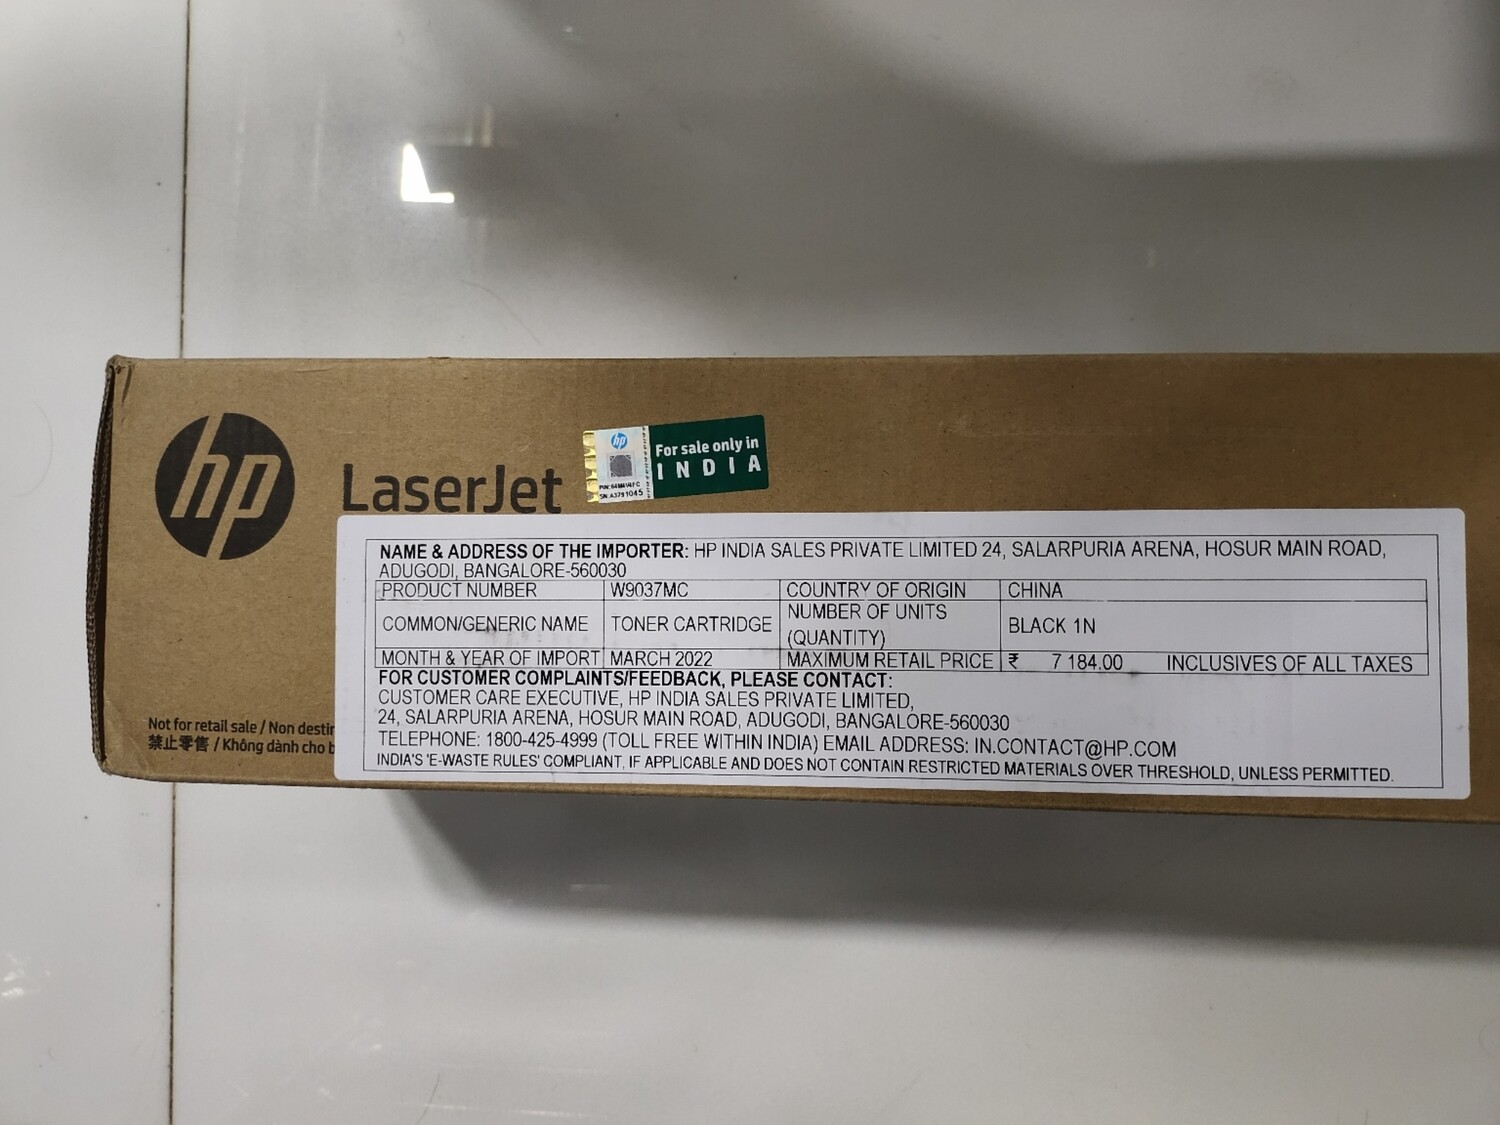 hp
LaserJet
hp
PIN: 64M4V4FC
SN: A3791045
For sale only in
INDIA
NAME & ADDRESS OF THE IMPORTER: HP INDIA SALES PRIVATE LIMITED 24, SALARPURIA ARENA, HOSUR MAIN ROAD,
ADUGODI, BANGALORE-560030
PRODUCT NUMBER W9037MC COUNTRY OF ORIGIN CHINA
COMMON/GENERIC NAME TONER CARTRIDGE NUMBER OF UNITS (QUANTITY) BLACK 1N
MONTH & YEAR OF IMPORT MARCH 2022 MAXIMUM RETAIL PRICE ₹ 7 184.00 INCLUSIVES OF ALL TAXES
FOR CUSTOMER COMPLAINTS/FEEDBACK, PLEASE CONTACT:
CUSTOMER CARE EXECUTIVE, HP INDIA SALES PRIVATE LIMITED,
24, SALARPURIA ARENA, HOSUR MAIN ROAD, ADUGODI, BANGALORE-560030
TELEPHONE: 1800-425-4999 (TOLL FREE WITHIN INDIA) EMAIL ADDRESS: IN.CONTACT@HP.COM
INDIA'S 'E-WASTE RULES' COMPLIANT, IF APPLICABLE AND DOES NOT CONTAIN RESTRICTED MATERIALS OVER THRESHOLD, UNLESS PERMITTED.
Not for retail sale / Non destin
禁止零售 / Không dành cho b